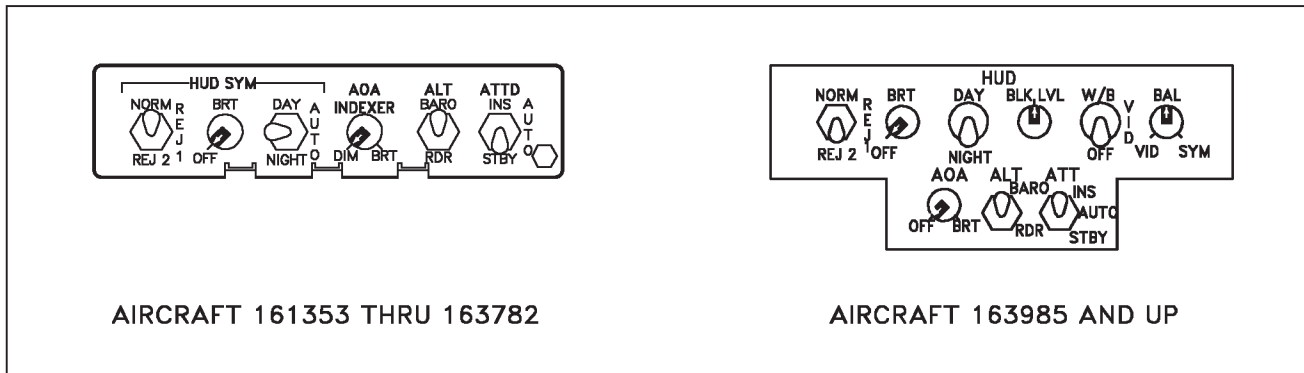 HUD SYM
NORM
REJ 1
REJ 2
BRT
OFF
DAY
AUTO
NIGHT
AOA
INDEXER
DIM BRT
ALT
BARO
RDR
ATTD
INS
AUTO
STBY
AIRCRAFT 161353 THRU 163782
HUD
NORM
REJ 1
REJ 2
BRT
OFF
DAY
NIGHT
BLK LVL
W/B
VID
OFF
BAL
VID SYM
AOA
OFF BRT
ALT
BARO
RDR
ATT
INS
AUTO
STBY
AIRCRAFT 163985 AND UP